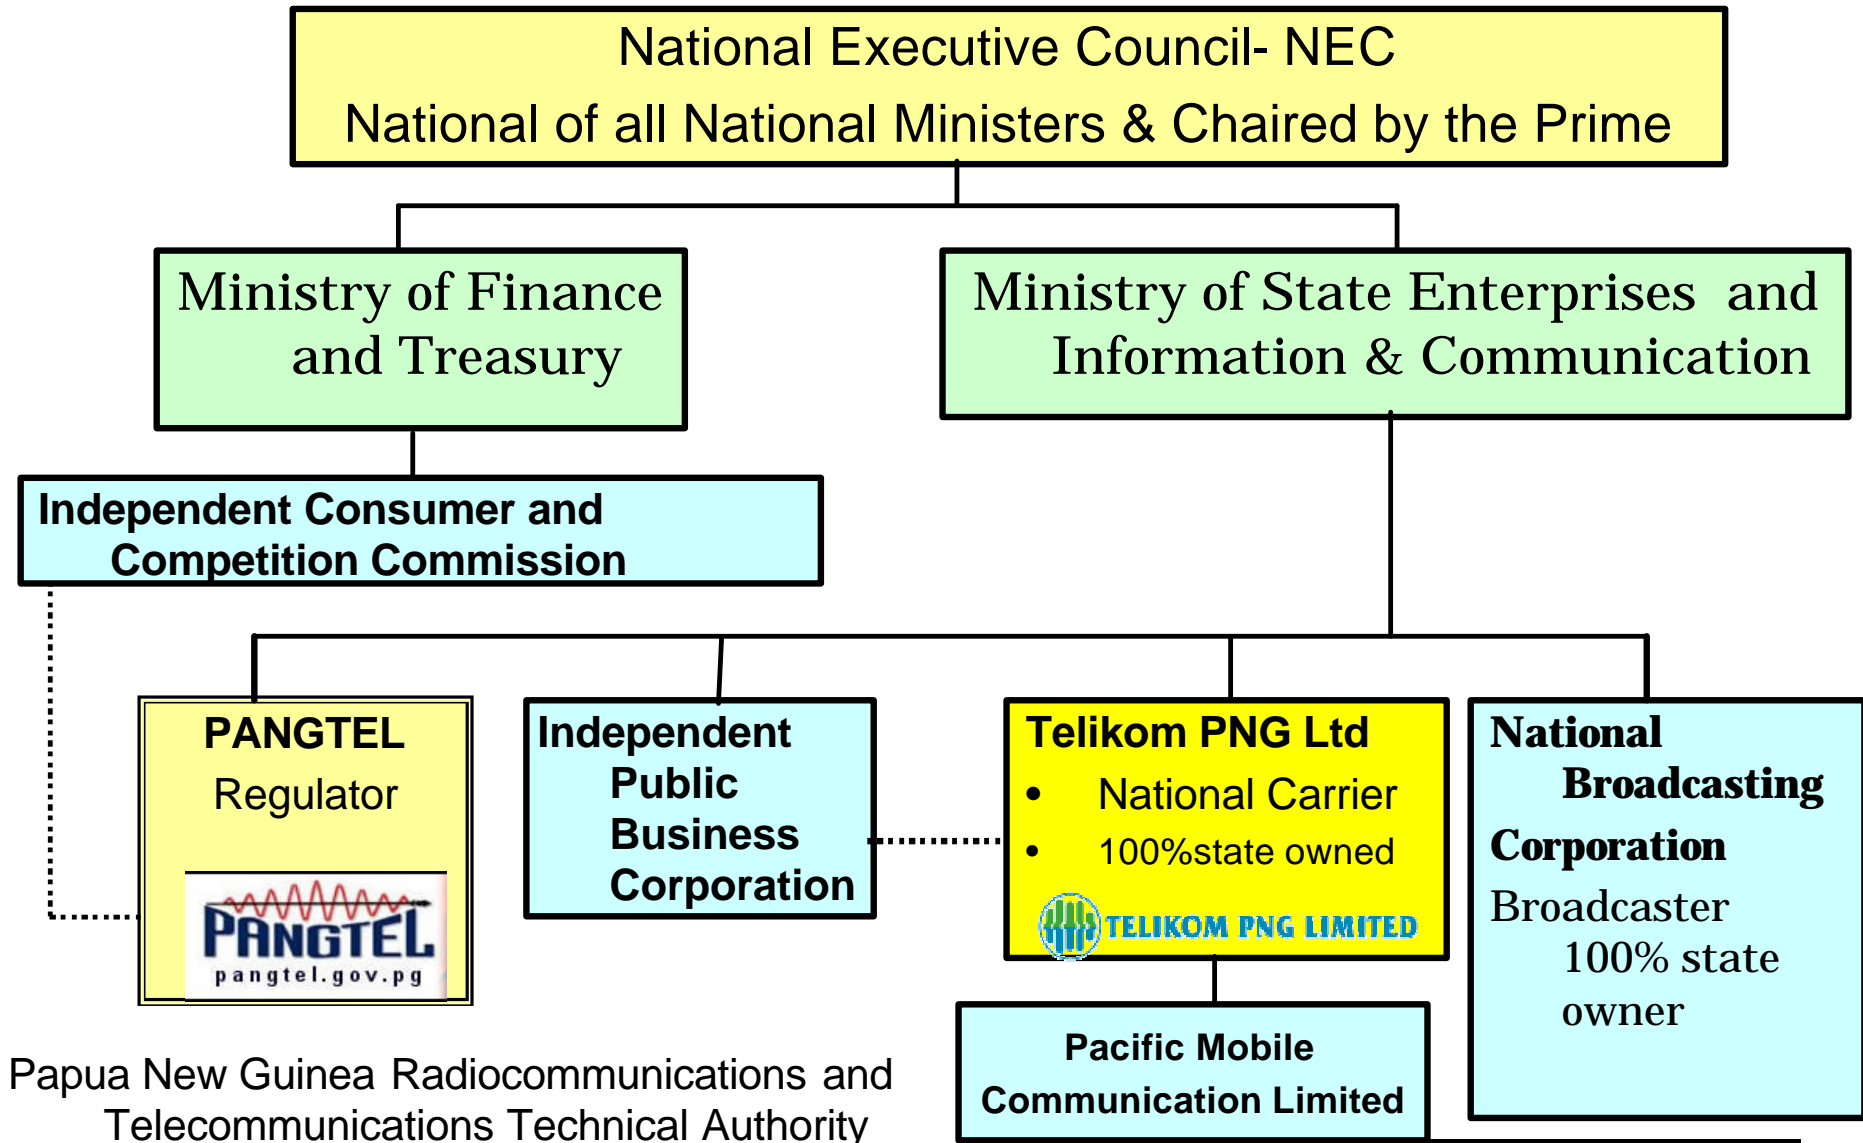 National Executive Council- NEC
National of all National Ministers & Chaired by the Prime
Ministry of Finance
and Treasury
Ministry of State Enterprises and
Information & Communication
Independent Consumer and
Competition Commission
PANGTEL
Regulator
PANGTEL
pangtel.gov.pg
Independent
Public
Business
Corporation
Telikom PNG Ltd
• National Carrier
• 100%state owned
TELIKOM PNG LIMITED
National
Broadcasting
Corporation
Broadcaster
100% state
owner
Pacific Mobile
Communication Limited
Papua New Guinea Radiocommunications and
Telecommunications Technical Authority